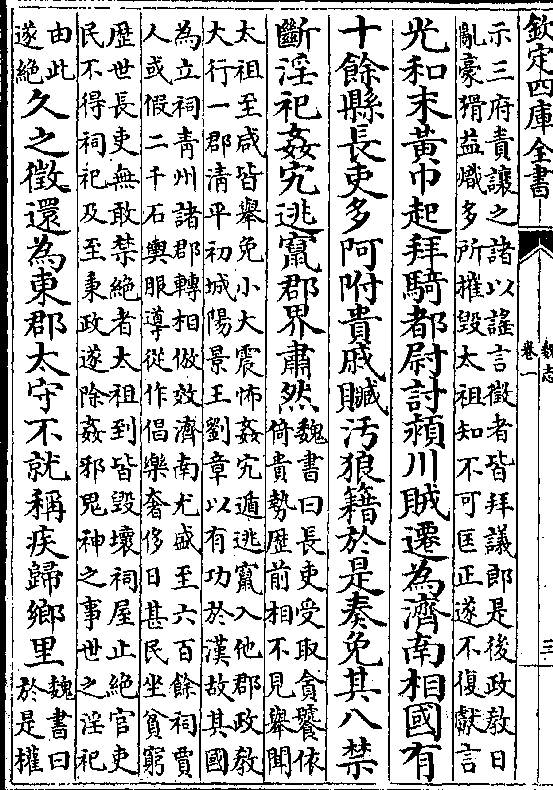 欽定四庫全書
魏志
卷一
三
示三府責讓之諸以謠言徵者皆拜議郎是後政教日
亂豪猾益熾多所摧毀太祖知不可匡正遂不復獻言
光和末黃巾起拜騎都尉討潁川賊遷為濟南相國有
十餘縣長吏多阿附貴戚贓污狼籍於是奏免其八禁
斷淫祀姦宄逃竄郡界肅然
魏書曰長吏受取貪饕依
倚貴勢歴前相不見舉聞
太祖至咸皆舉免小大震怖姦宄遁逃竄入他郡政教
大行一郡清平初城陽景王劉章以有功於漢故其國
為立祠青州諸郡轉相倣效濟南尤盛至六百餘祠賈
人或假二千石輿服導從作倡樂奢侈日甚民坐貧窮
歴世長吏無敢禁絶者太祖到皆毀壞祠屋止絶官吏
民不得祠祀及至秉政遂除姦邪鬼神之事世之淫祀
由此
遂絶
久之徵還為東郡太守不就稱疾歸鄉里
魏書曰
於是權